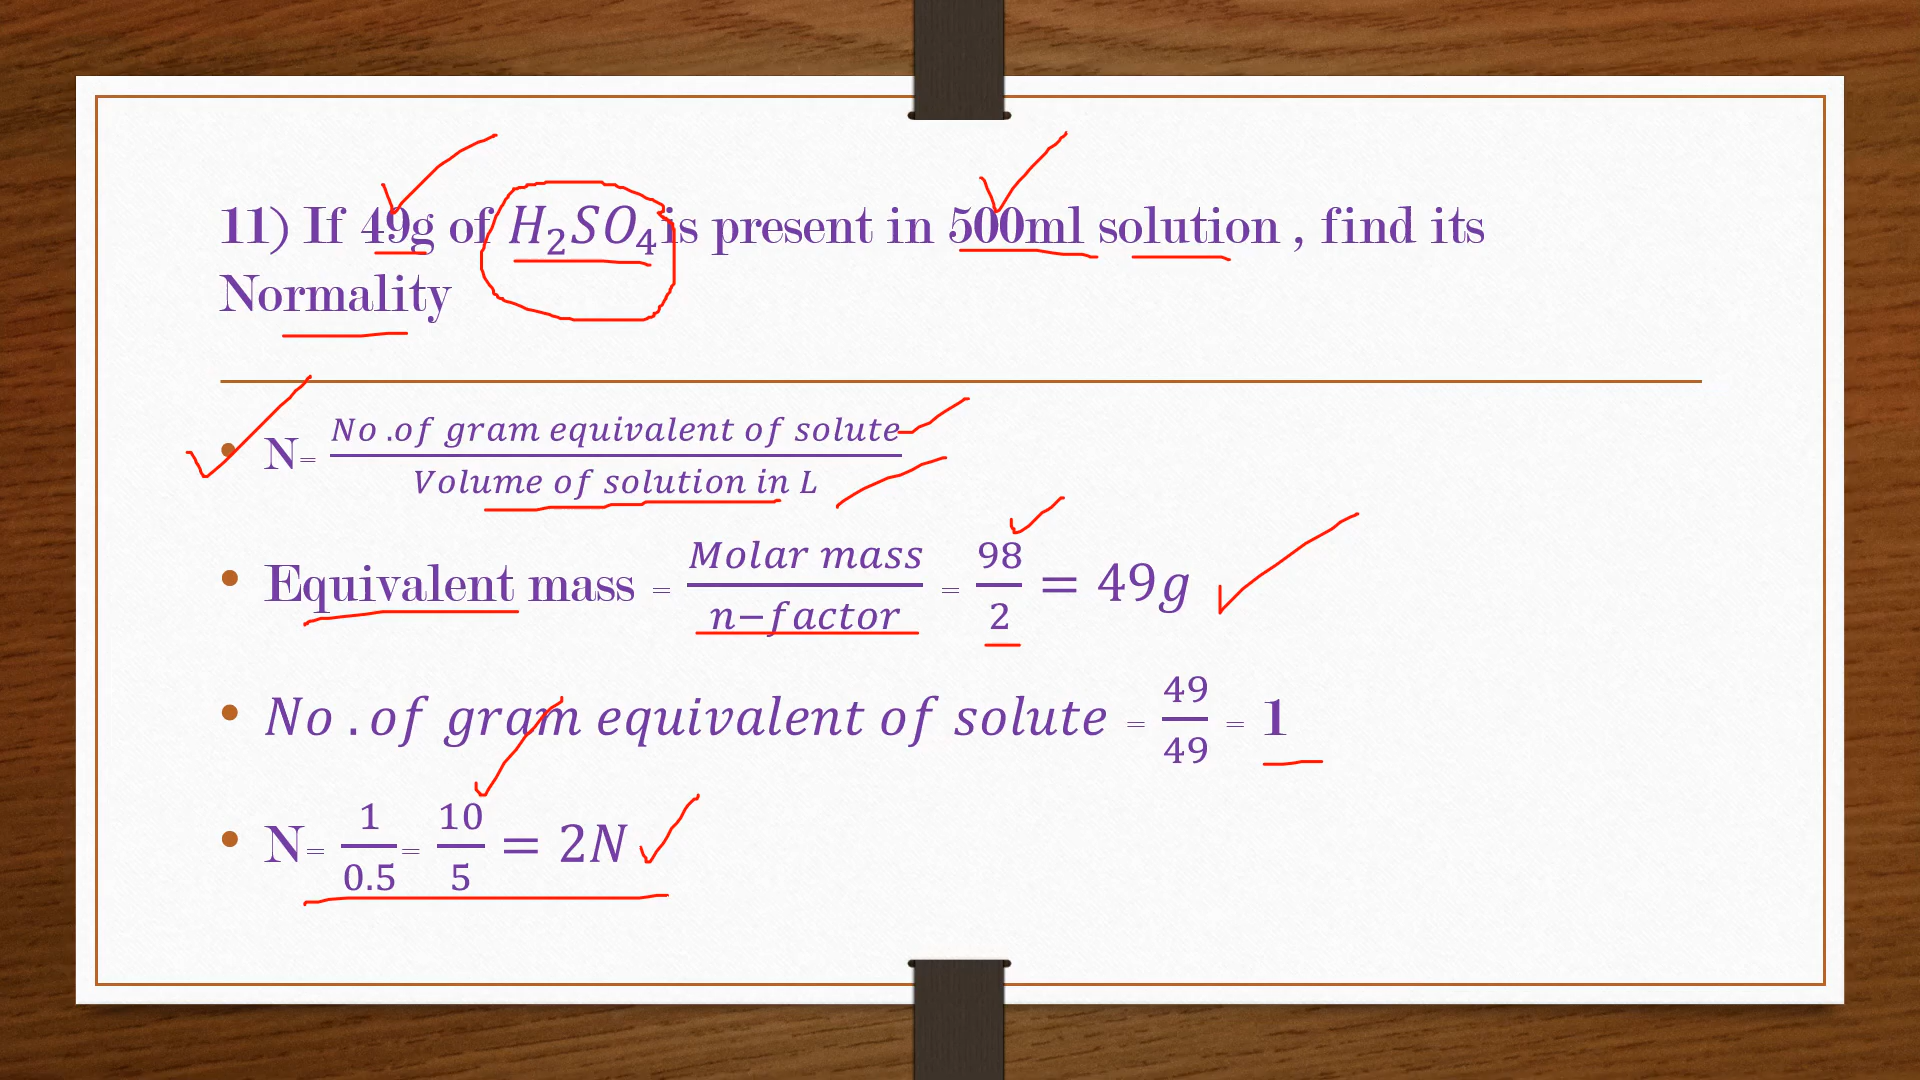 11) If 49g of H₂SO₄ is present in 500ml solution , find its
Normality
• N= No .of gram equivalent of solute / Volume of solution in L
• Equivalent mass = Molar mass / n−factor = 98 / 2 = 49g
• No .of gram equivalent of solute = 49 / 49 = 1
• N= 1 / 0.5 = 10 / 5 = 2N